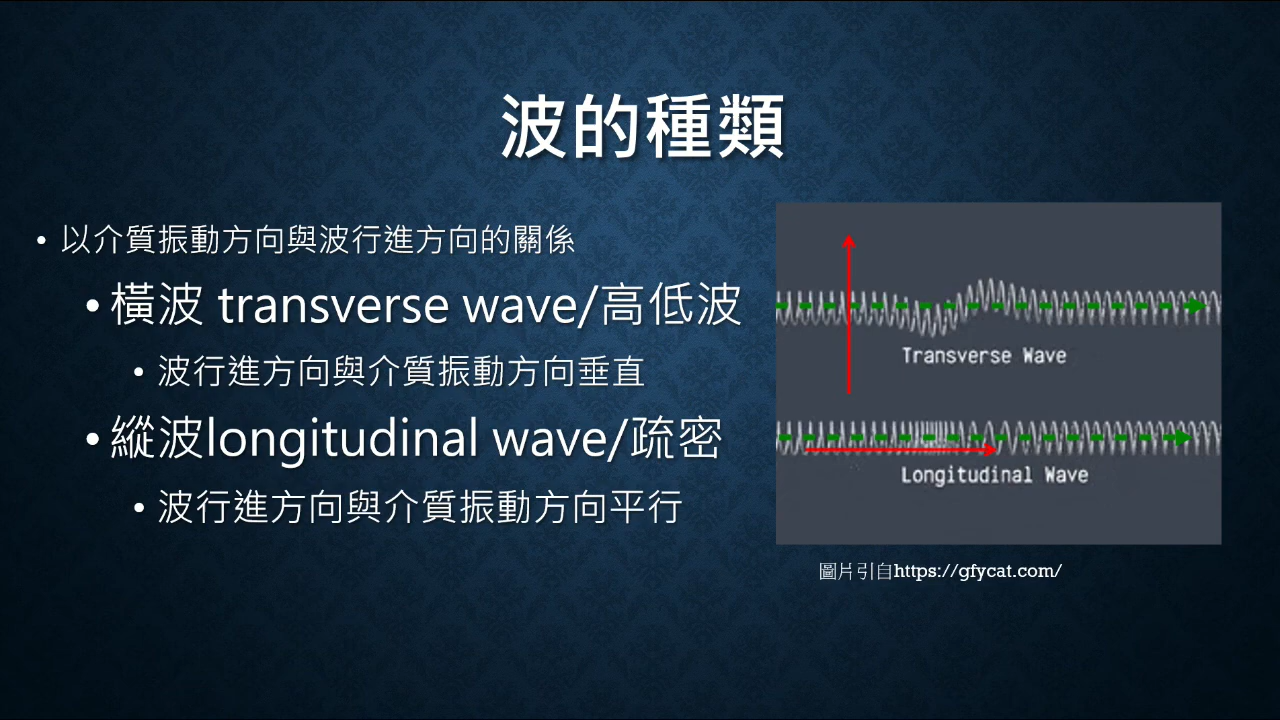 波的種類
• 以介質振動方向與波行進方向的關係
• 橫波 transverse wave/高低波
• 波行進方向與介質振動方向垂直
• 縱波longitudinal wave/疏密
• 波行進方向與介質振動方向平行
Transverse Wave
Longitudinal Wave
圖片引自https://gfycat.com/